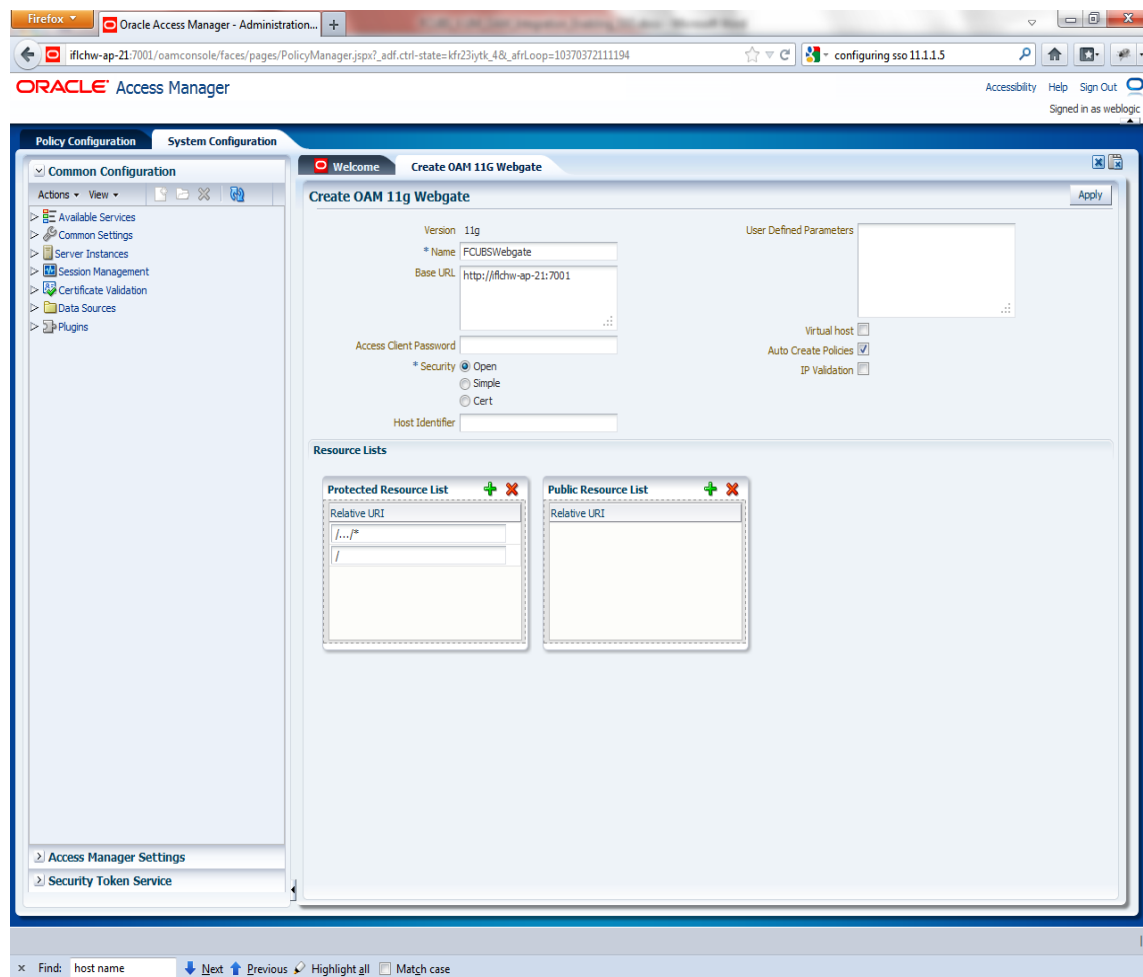 Firefox
Oracle Access Manager - Administration...
iflchw-ap-21:7001/oamconsole/faces/pages/PolicyManager.jspx?_adf.ctrl-state=kfr23iytk_4&_afrLoop=10370372111194
configuring sso 11.1.1.5
ORACLE Access Manager
Accessibility Help Sign Out
Signed in as weblogic
Policy Configuration System Configuration
Common Configuration
Actions View
Available Services
Common Settings
Server Instances
Session Management
Certificate Validation
Data Sources
Plugins
Access Manager Settings
Security Token Service
Welcome Create OAM 11G Webgate
Create OAM 11g Webgate Apply
Version 11g
* Name FCUBSWebgate
Base URL http://iflchw-ap-21:7001
Access Client Password
* Security Open
Simple
Cert
Host Identifier
User Defined Parameters
Virtual host
Auto Create Policies
IP Validation
Resource Lists
Protected Resource List
Relative URI
/.../*
/
Public Resource List
Relative URI
x Find: host name Next Previous Highlight all Match case